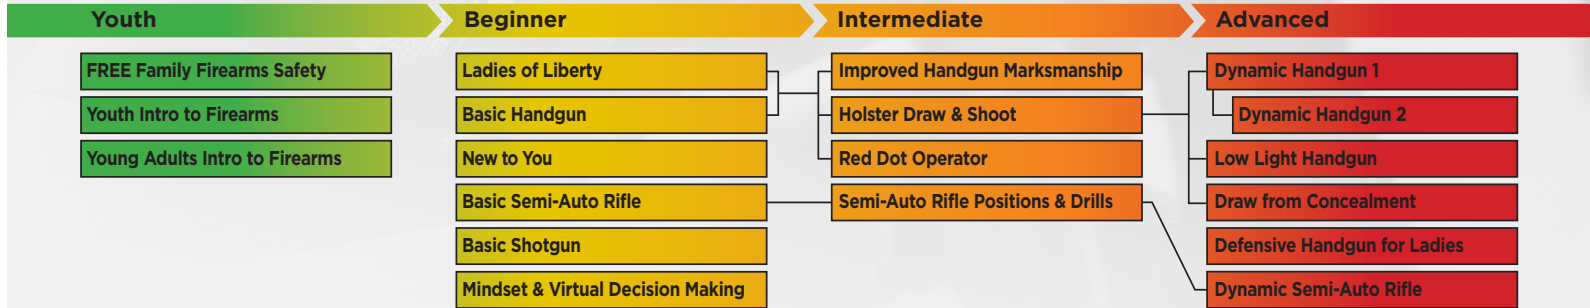 Youth
Beginner
Intermediate
Advanced
FREE Family Firearms Safety
Youth Intro to Firearms
Young Adults Intro to Firearms
Ladies of Liberty
Basic Handgun
New to You
Basic Semi-Auto Rifle
Basic Shotgun
Mindset & Virtual Decision Making
Improved Handgun Marksmanship
Holster Draw & Shoot
Red Dot Operator
Semi-Auto Rifle Positions & Drills
Dynamic Handgun 1
Dynamic Handgun 2
Low Light Handgun
Draw from Concealment
Defensive Handgun for Ladies
Dynamic Semi-Auto Rifle